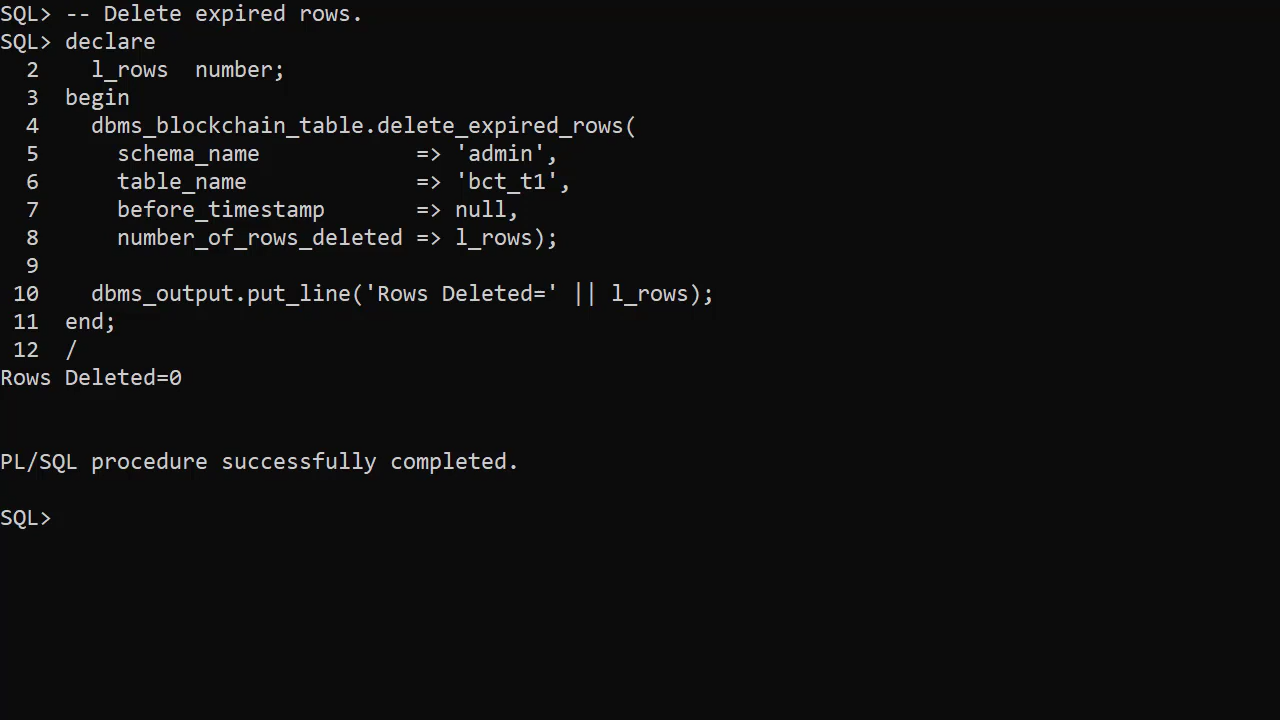 SQL> -- Delete expired rows.
SQL> declare
  2    l_rows  number;
  3  begin
  4    dbms_blockchain_table.delete_expired_rows(
  5      schema_name            => 'admin',
  6      table_name             => 'bct_t1',
  7      before_timestamp       => null,
  8      number_of_rows_deleted => l_rows);
  9
 10    dbms_output.put_line('Rows Deleted=' || l_rows);
 11  end;
 12  /
Rows Deleted=0
PL/SQL procedure successfully completed.
SQL>